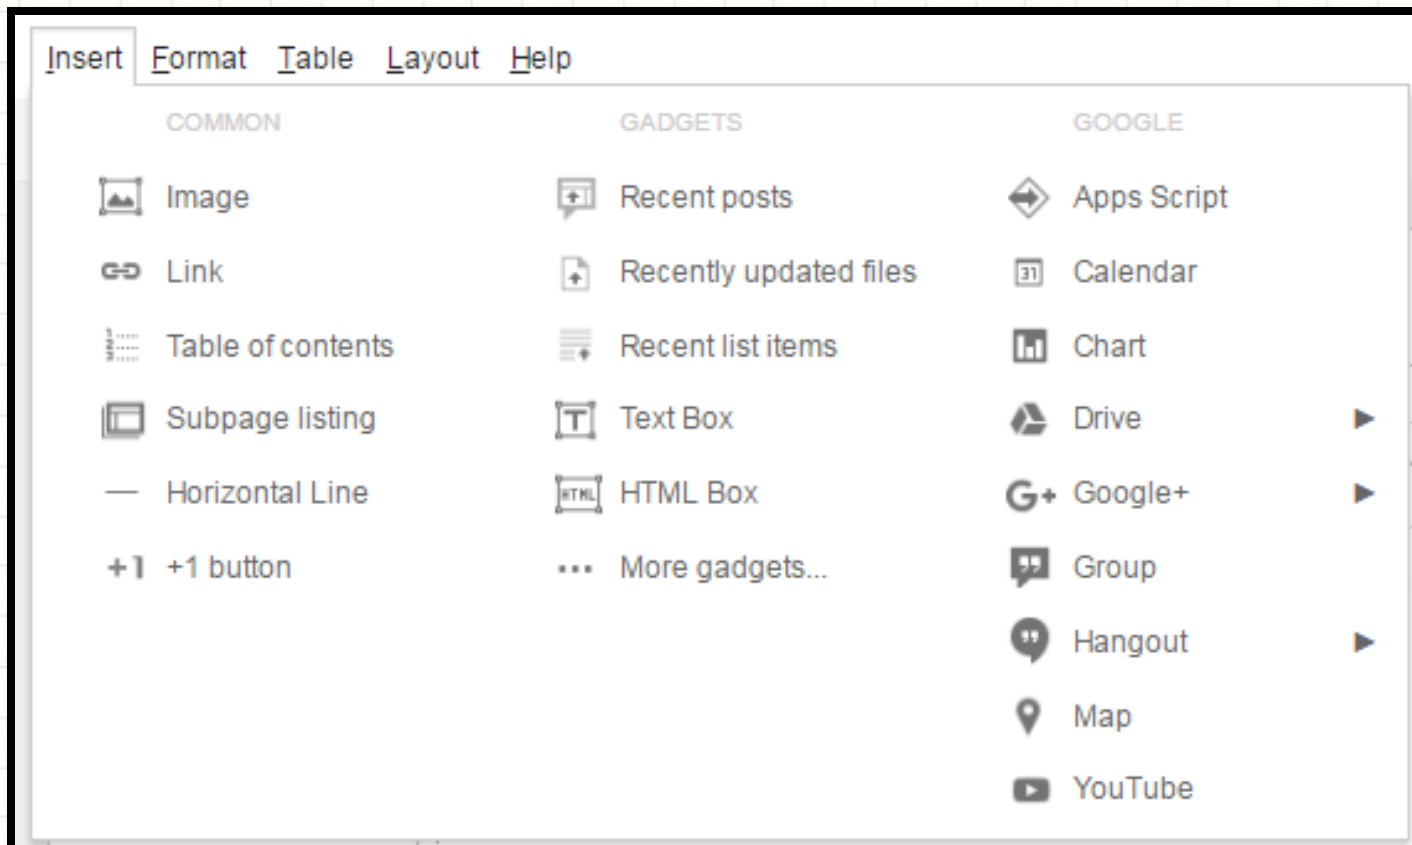 Insert Format Table Layout Help
COMMON
Image
Link
Table of contents
Subpage listing
Horizontal Line
+1 +1 button
GADGETS
Recent posts
Recently updated files
Recent list items
Text Box
HTML HTML Box
More gadgets...
GOOGLE
Apps Script
31 Calendar
Chart
Drive
G+ Google+
Group
Hangout
Map
YouTube